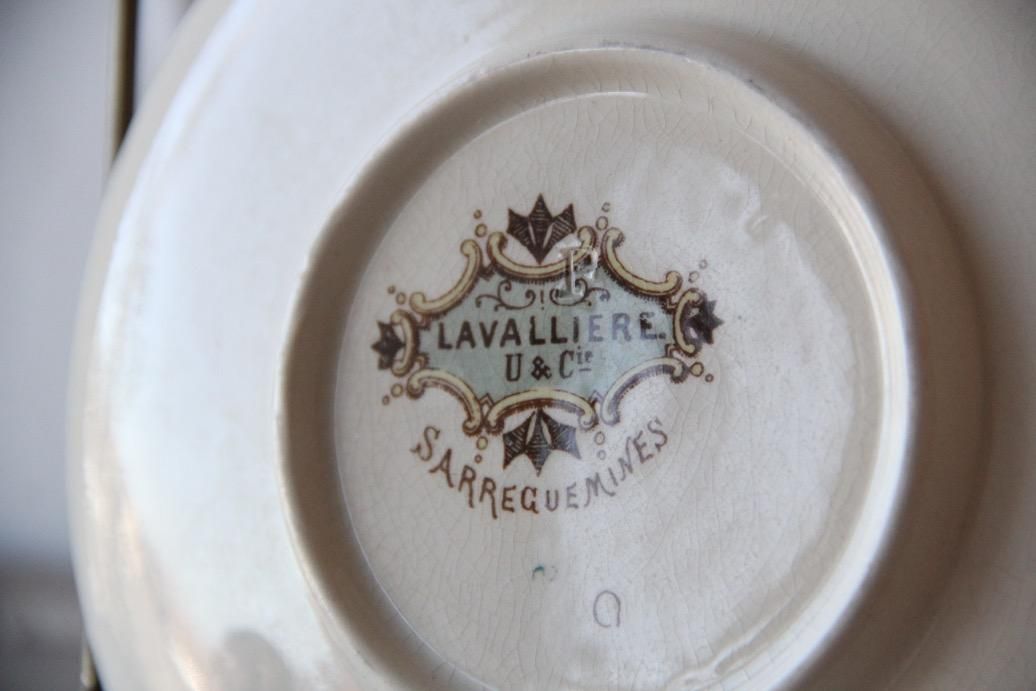 P
LAVALLIERE.
U & Cie
SARREGUEMINES